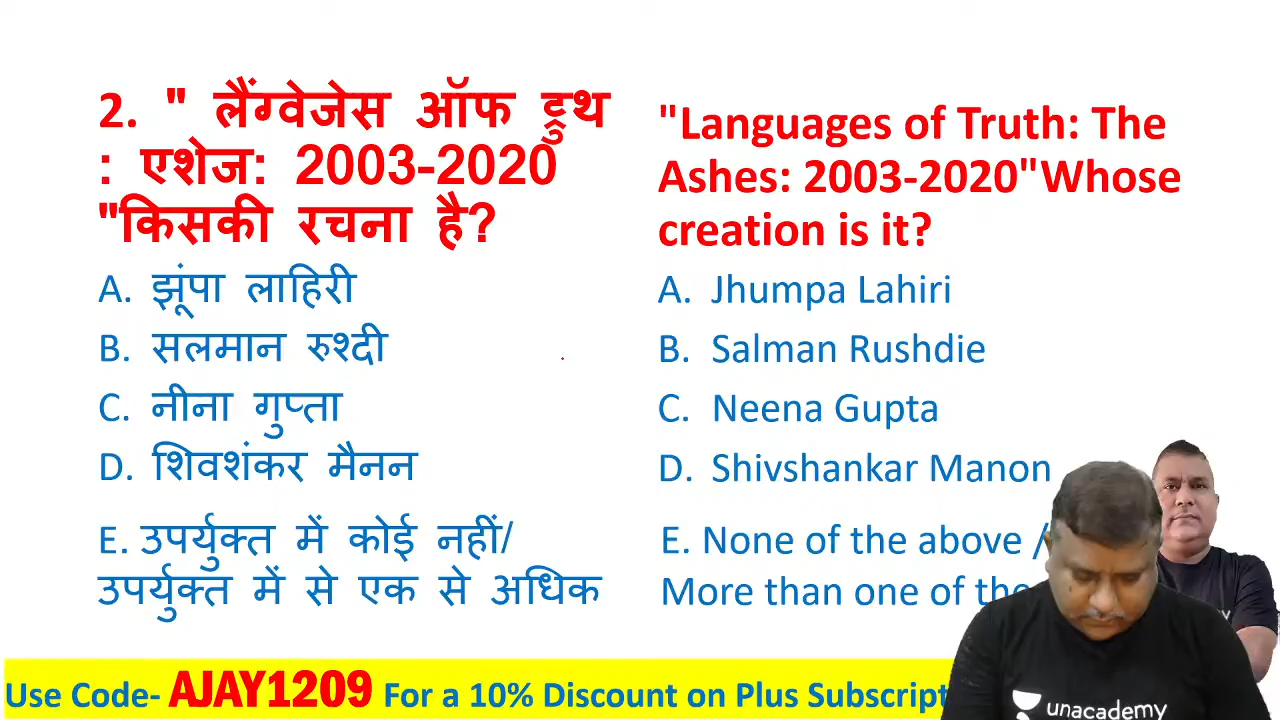 2. " लैंग्वेजेस ऑफ ट्रुथ
: एशेज: 2003-2020
"किसकी रचना है?
A. झूंपा लाहिरी
B. सलमान रुश्दी
C. नीना गुप्ता
D. शिवशंकर मैनन
E. उपर्युक्त में कोई नहीं/
उपर्युक्त में से एक से अधिक
"Languages of Truth: The
Ashes: 2003-2020"Whose
creation is it?
A. Jhumpa Lahiri
B. Salman Rushdie
C. Neena Gupta
D. Shivshankar Manon
E. None of the above /
More than one of the
Use Code- AJAY1209 For a 10% Discount on Plus Subscript
unacademy